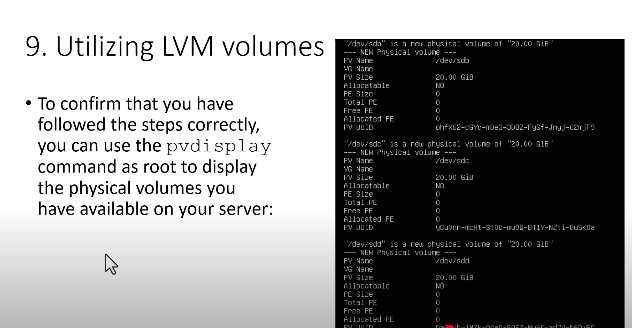 9. Utilizing LVM volumes
• To confirm that you have
followed the steps correctly,
you can use the pvdisplay
command as root to display
the physical volumes you
have available on your server:
"/dev/sdb" is a new physical volume of "20.00 GiB"
--- NEW Physical volume ---
PV Name /dev/sdb
VG Name
PV Size 20.00 GiB
Allocatable NO
PE Size 0
Total PE 0
Free PE 0
Allocated PE 0
PV UUID
"/dev/sdc" is a new physical volume of "20.00 GiB"
--- NEW Physical volume ---
PV Name /dev/sdc
VG Name
PV Size 20.00 GiB
Allocatable NO
PE Size 0
Total PE 0
Free PE 0
Allocated PE 0
PV UUID
"/dev/sdd" is a new physical volume of "20.00 GiB"
--- NEW Physical volume ---
PV Name /dev/sdd
VG Name
PV Size 20.00 GiB
Allocatable NO
PE Size 0
Total PE 0
Free PE 0
Allocated PE 0
PV UUID